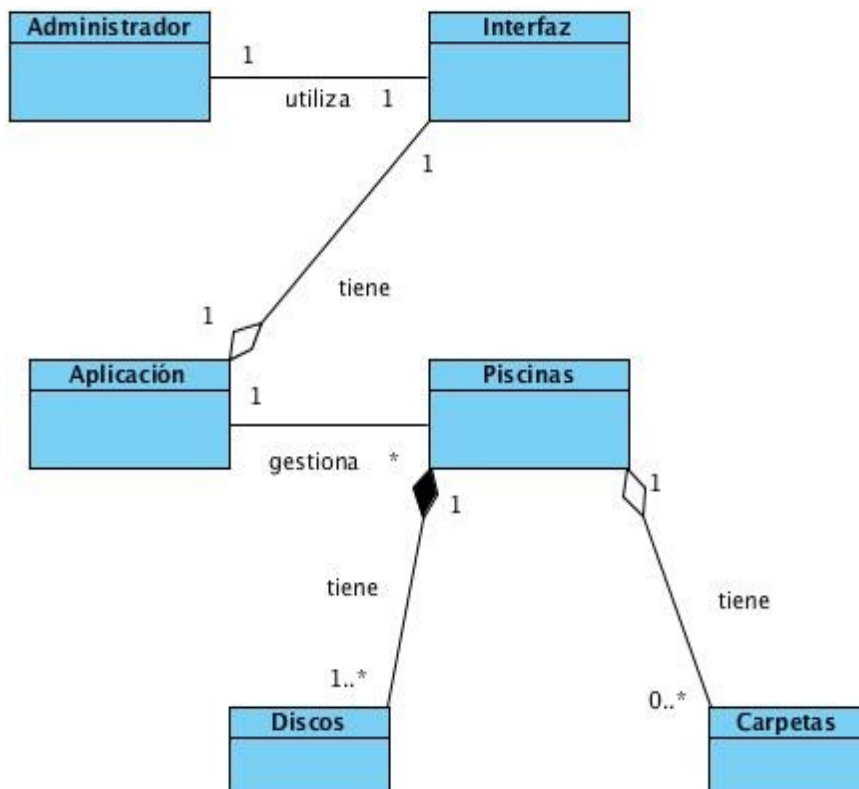 Administrador
Interfaz
1
utiliza 1
1
tiene
1
Aplicación
Piscinas
1
gestiona *
1
1
tiene
tiene
1..*
0..*
Discos
Carpetas